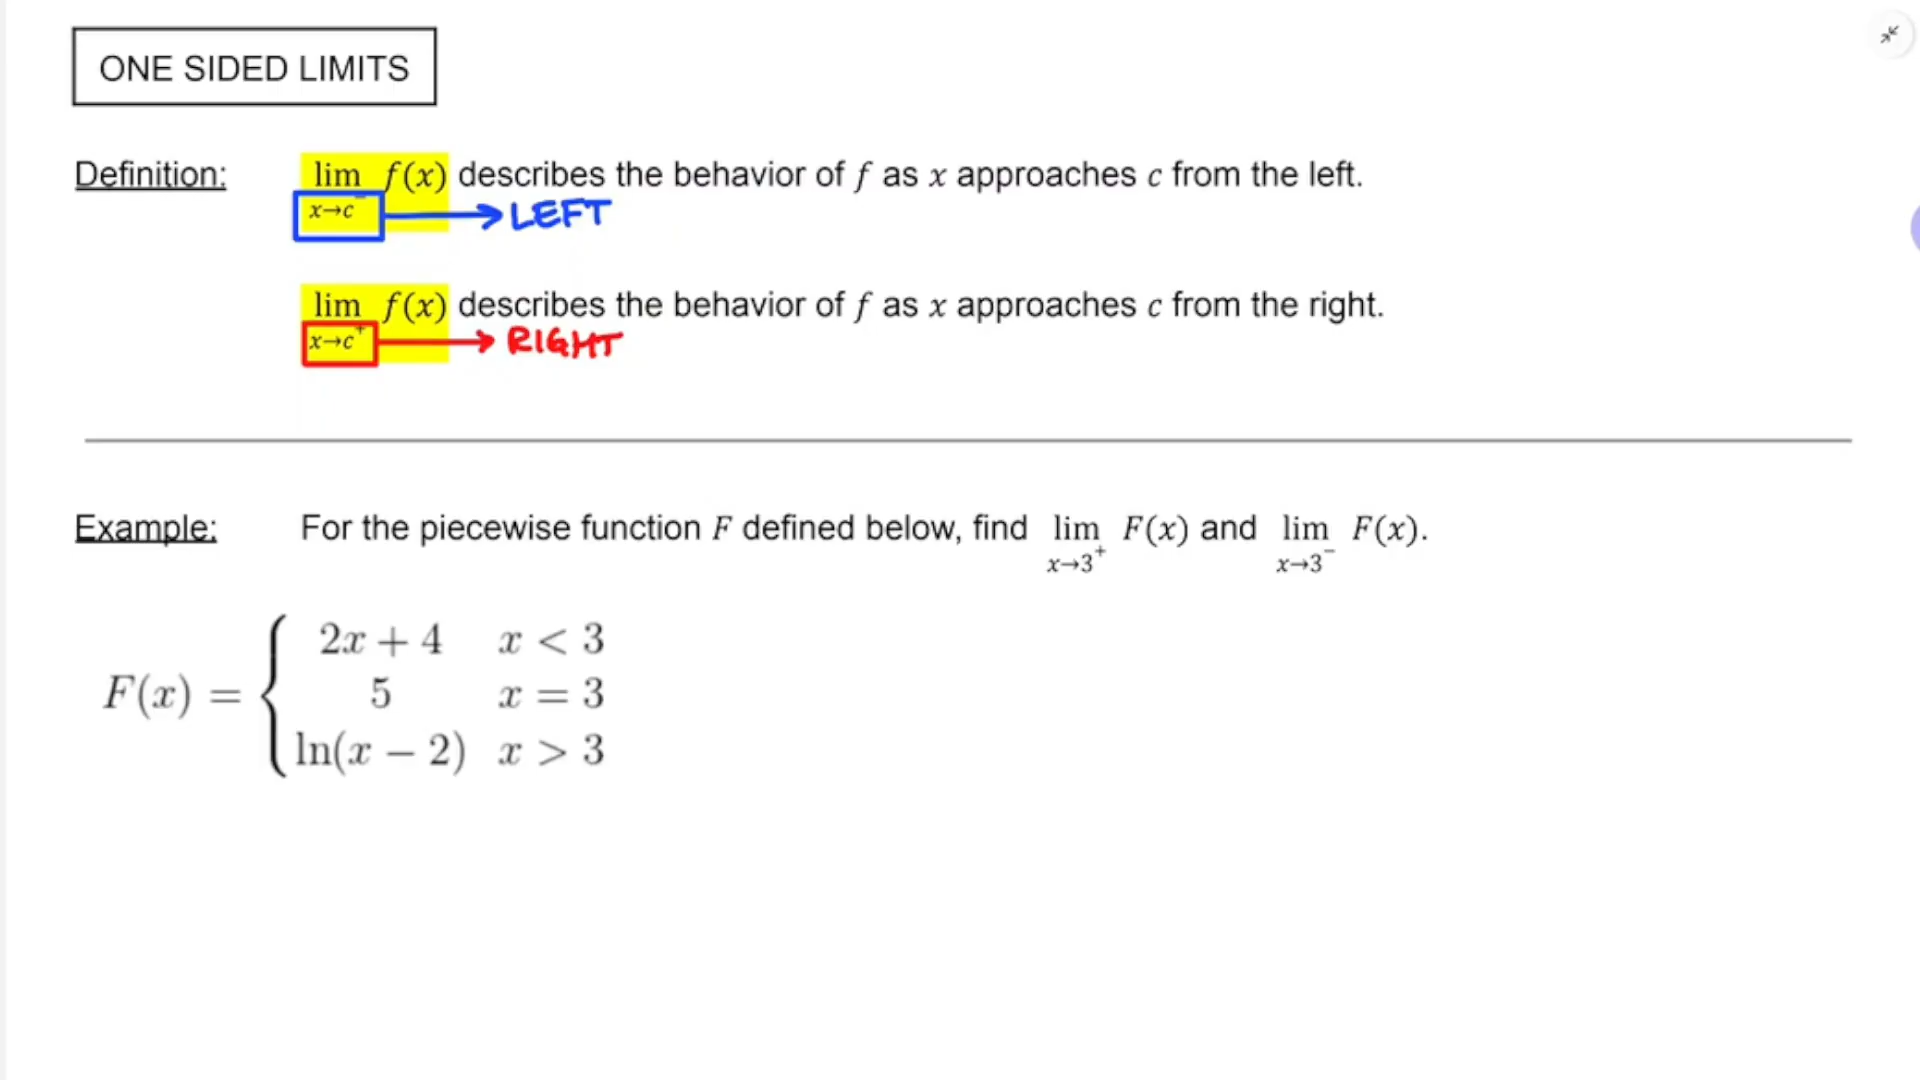 ONE SIDED LIMITS
Definition: lim f(x) describes the behavior of f as x approaches c from the left.
x→c⁻ LEFT
lim f(x) describes the behavior of f as x approaches c from the right.
x→c⁺ RIGHT
Example: For the piecewise function F defined below, find lim F(x) and lim F(x).
x→3⁺ x→3⁻
2x + 4 x < 3
F(x) = { 5 x = 3
ln(x − 2) x > 3